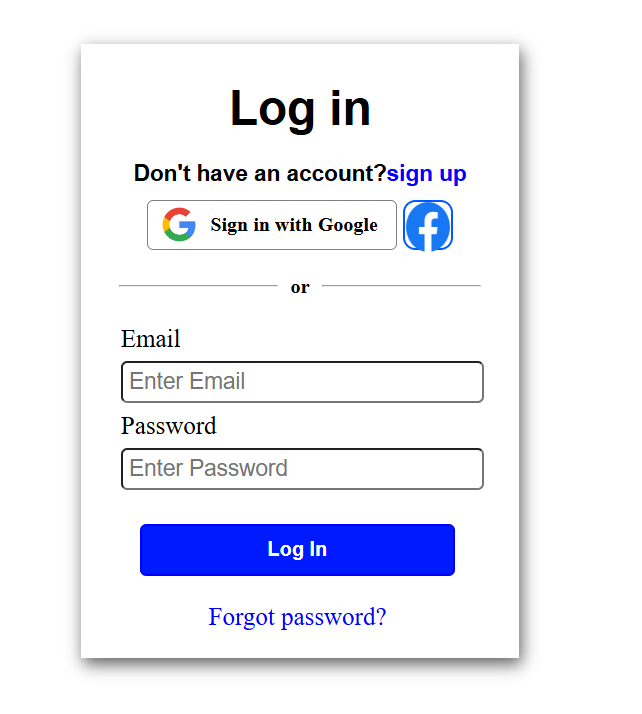 Log in
Don't have an account?sign up
Sign in with Google
or
Email
Enter Email
Password
Enter Password
Log In
Forgot password?